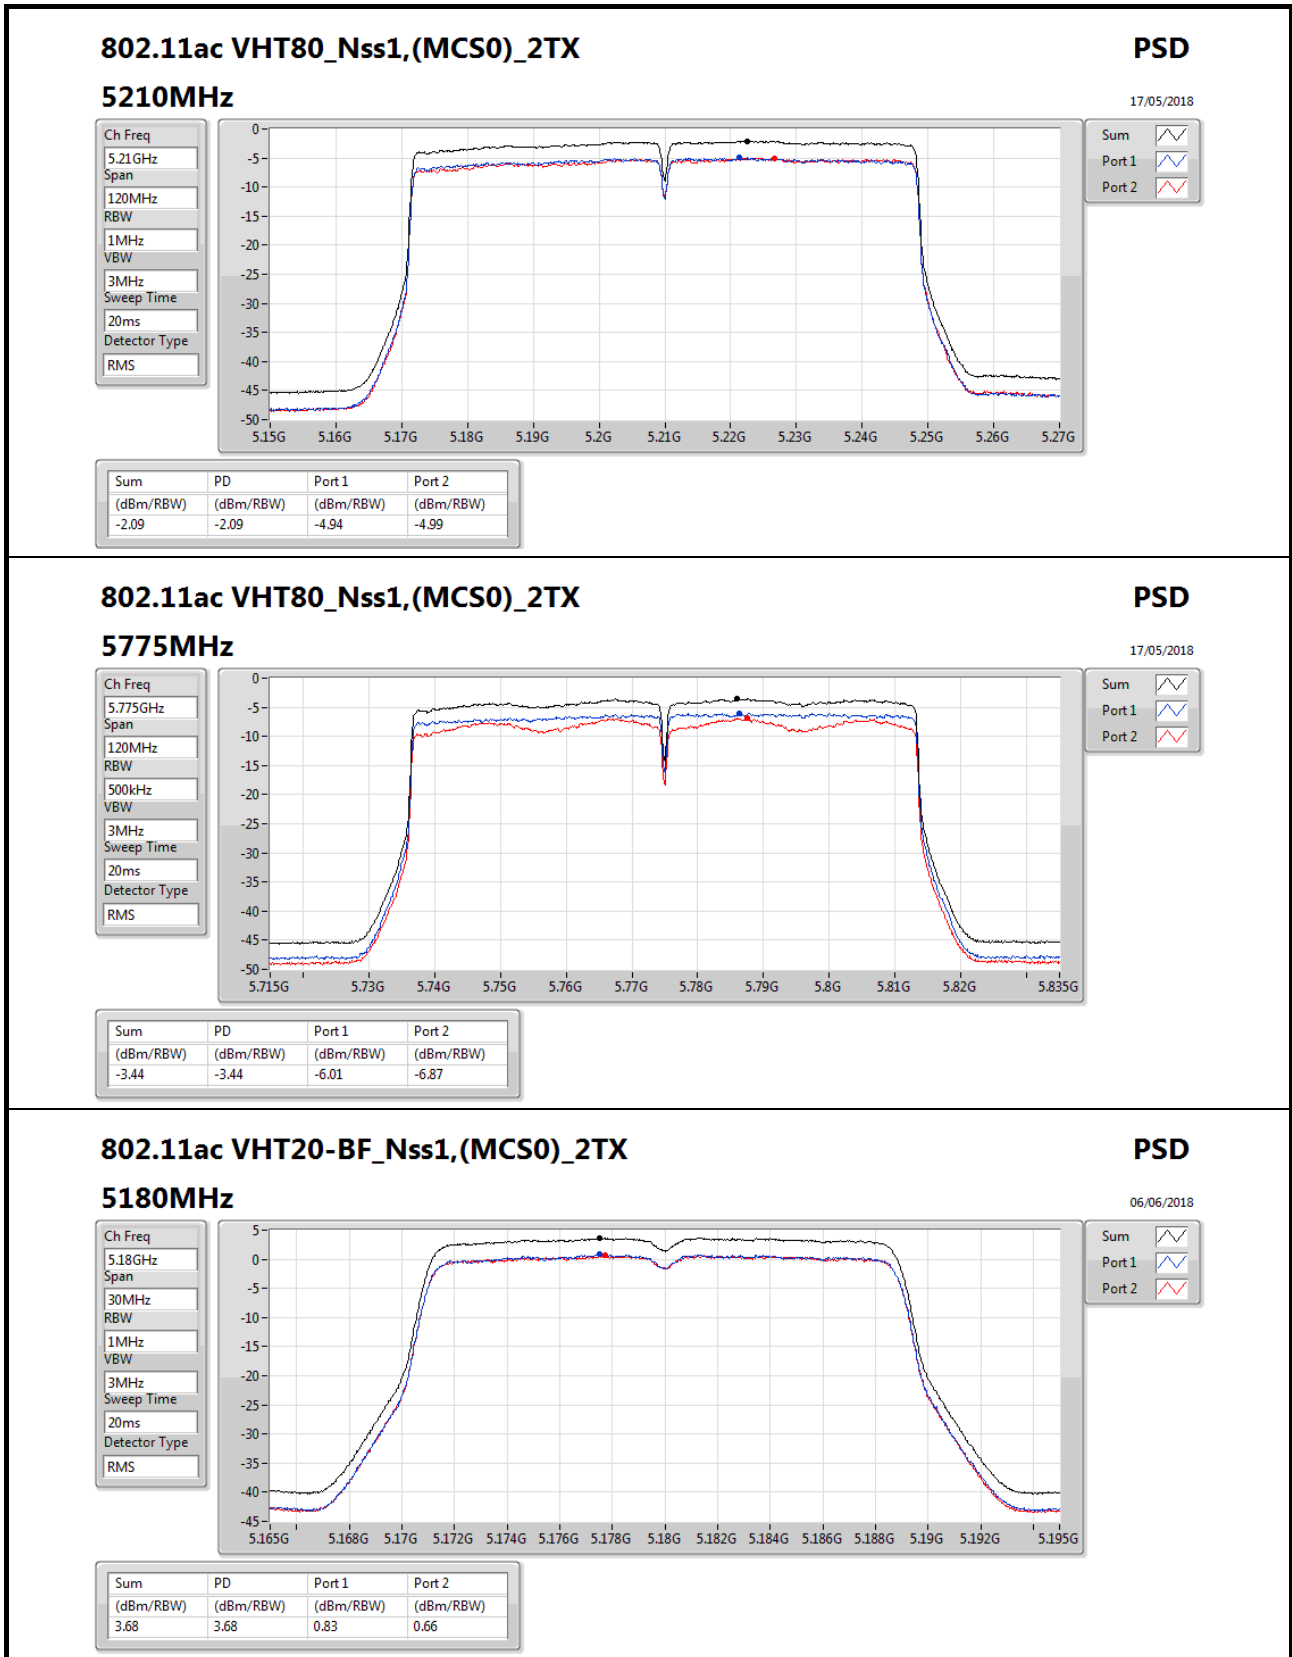 802.11ac VHT80_Nss1,(MCS0)_2TX PSD
5210MHz 17/05/2018
Ch Freq
5.21GHz
Span
120MHz
RBW
1MHz
VBW
3MHz
Sweep Time
20ms
Detector Type
RMS
0
-5
-10
-15
-20
-25
-30
-35
-40
-45
-50
5.15G 5.16G 5.17G 5.18G 5.19G 5.2G 5.21G 5.22G 5.23G 5.24G 5.25G 5.26G 5.27G
Sum
Port 1
Port 2
Sum PD Port 1 Port 2
(dBm/RBW) (dBm/RBW) (dBm/RBW) (dBm/RBW)
-2.09 -2.09 -4.94 -4.99
802.11ac VHT80_Nss1,(MCS0)_2TX PSD
5775MHz 17/05/2018
Ch Freq
5.775GHz
Span
120MHz
RBW
500kHz
VBW
3MHz
Sweep Time
20ms
Detector Type
RMS
0
-5
-10
-15
-20
-25
-30
-35
-40
-45
-50
5.715G 5.73G 5.74G 5.75G 5.76G 5.77G 5.78G 5.79G 5.8G 5.81G 5.82G 5.835G
Sum
Port 1
Port 2
Sum PD Port 1 Port 2
(dBm/RBW) (dBm/RBW) (dBm/RBW) (dBm/RBW)
-3.44 -3.44 -6.01 -6.87
802.11ac VHT20-BF_Nss1,(MCS0)_2TX PSD
5180MHz 06/06/2018
Ch Freq
5.18GHz
Span
30MHz
RBW
1MHz
VBW
3MHz
Sweep Time
20ms
Detector Type
RMS
5
0
-5
-10
-15
-20
-25
-30
-35
-40
-45
5.165G 5.168G 5.17G 5.172G 5.174G 5.176G 5.178G 5.18G 5.182G 5.184G 5.186G 5.188G 5.19G 5.192G 5.195G
Sum
Port 1
Port 2
Sum PD Port 1 Port 2
(dBm/RBW) (dBm/RBW) (dBm/RBW) (dBm/RBW)
3.68 3.68 0.83 0.66